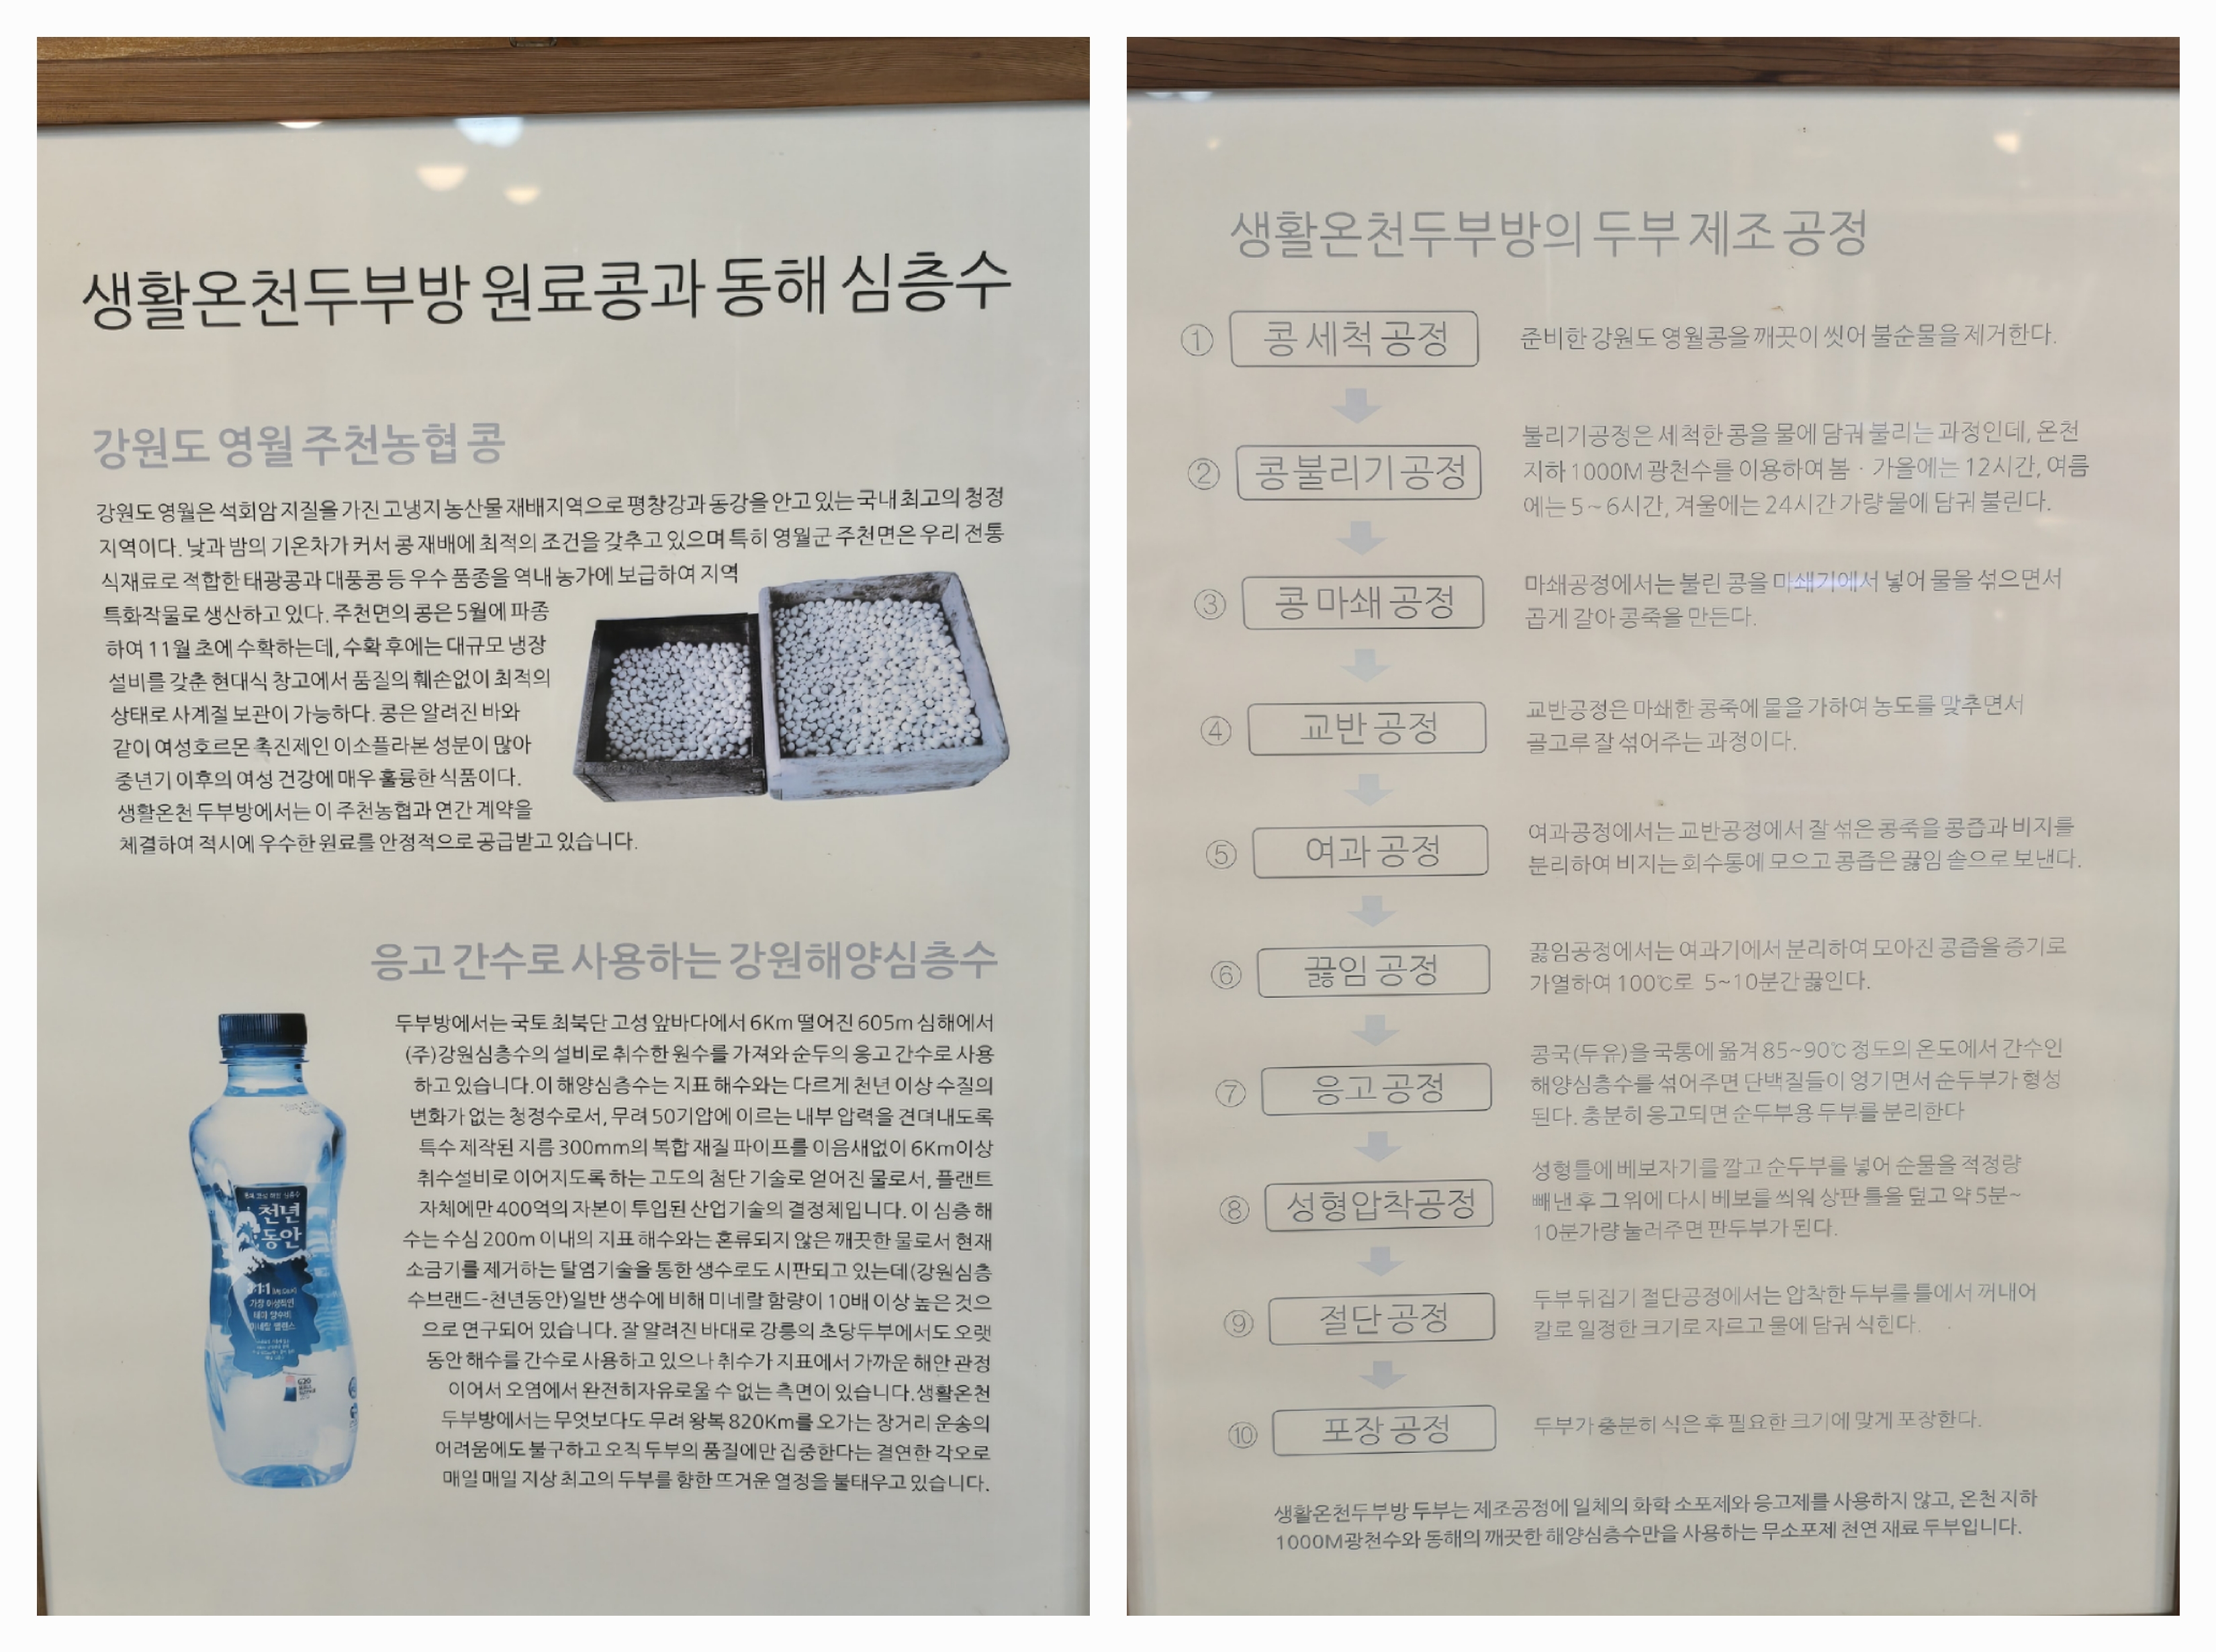 생활온천두부방 원료콩과 동해 심층수
강원도 영월 주천농협 콩
강원도 영월은 석회암 지질을 가진 고냉지 농산물 재배지역으로 평창강과 동강을 안고 있는 국내 최고의 청정
지역이다. 낮과 밤의 기온차가 커서 콩 재배에 최적의 조건을 갖추고 있으며 특히 영월군 주천면은 우리 전통
식재료로 적합한 태광콩과 대풍콩 등 우수 품종을 역내 농가에 보급하여 지역
특화작물로 생산하고 있다. 주천면의 콩은 5월에 파종
하여 11월 초에 수확하는데, 수확 후에는 대규모 냉장
설비를 갖춘 현대식 창고에서 품질의 훼손없이 최적의
상태로 사계절 보관이 가능하다. 콩은 알려진 바와
같이 여성호르몬 촉진제인 이소플라본 성분이 많아
중년기 이후의 여성 건강에 매우 훌륭한 식품이다.
생활온천 두부방에서는 이 주천농협과 연간 계약을
체결하여 적시에 우수한 원료를 안정적으로 공급받고 있습니다.
응고 간수로 사용하는 강원해양심층수
두부방에서는 국토 최북단 고성 앞바다에서 6Km 떨어진 605m 심해에서
(주)강원심층수의 설비로 취수한 원수를 가져와 순두의 응고 간수로 사용
하고 있습니다.이 해양심층수는 지표 해수와는 다르게 천년 이상 수질의
변화가 없는 청정수로서, 무려 50기압에 이르는 내부 압력을 견뎌내도록
특수 제작된 지름 300mm의 복합 재질 파이프를 이음새없이 6Km이상
취수설비로 이어지도록 하는 고도의 첨단 기술로 얻어진 물로서, 플랜트
자체에만 400억의 자본이 투입된 산업기술의 결정체입니다. 이 심층 해
수는 수심 200m 이내의 지표 해수와는 혼류되지 않은 깨끗한 물로서 현재
소금기를 제거하는 탈염기술을 통한 생수로도 시판되고 있는데(강원심층
수브랜드-천년동안)일반 생수에 비해 미네랄 함량이 10배 이상 높은 것으
으로 연구되어 있습니다. 잘 알려진 바대로 강릉의 초당두부에서도 오랫
동안 해수를 간수로 사용하고 있으나 취수가 지표에서 가까운 해안 관정
이어서 오염에서 완전히자유로울 수 없는 측면이 있습니다.생활온천
두부방에서는 무엇보다도 무려 왕복 820Km를 오가는 장거리 운송의
어려움에도 불구하고 오직 두부의 품질에만 집중한다는 결연한 각오로
매일 매일 지상 최고의 두부를 향한 뜨거운 열정을 불태우고 있습니다.
천년
동안
생활온천두부방의 두부 제조 공정
① 콩 세척 공정 준비한 강원도 영월콩을 깨끗이 씻어 불순물을 제거한다.
② 콩 불리기 공정 불리기공정은 세척한 콩을 물에 담궈 불리는 과정인데, 온천
지하 1000M 광천수를 이용하여 봄 · 가을에는 12시간, 여름
에는 5~6시간, 겨울에는 24시간 가량 물에 담궈 불린다.
③ 콩 마쇄 공정 마쇄공정에서는 불린 콩을 마쇄기에서 넣어 물을 섞으면서
곱게 갈아 콩죽을 만든다.
④ 교반 공정 교반공정은 마쇄한 콩죽에 물을 가하여 농도를 맞추면서
골고루 잘 섞어주는 과정이다.
⑤ 여과 공정 여과공정에서는 교반공정에서 잘 섞은 콩죽을 콩즙과 비지를
분리하여 비지는 회수통에 모으고 콩즙은 끓임 솥으로 보낸다.
⑥ 끓임 공정 끓임공정에서는 여과기에서 분리하여 모아진 콩즙을 증기로
가열하여 100℃로 5~10분간 끓인다.
⑦ 응고 공정 콩국(두유)을 국통에 옮겨 85~90℃ 정도의 온도에서 간수인
해양심층수를 섞어주면 단백질들이 엉기면서 순두부가 형성
된다. 충분히 응고되면 순두부용 두부를 분리한다
⑧ 성형압착공정 성형틀에 베보자기를 깔고 순두부를 넣어 순물을 적정량
빼낸 후 그 위에 다시 베보를 씌워 상판 틀을 덮고 약 5분~
10분가량 눌러주면 판두부가 된다.
⑨ 절단 공정 두부 뒤집기 절단공정에서는 압착한 두부를 틀에서 꺼내어
칼로 일정한 크기로 자르고 물에 담궈 식힌다.
⑩ 포장 공정 두부가 충분히 식은 후 필요한 크기에 맞게 포장한다.
생활온천두부방 두부는 제조공정에 일체의 화학 소포제와 응고제를 사용하지 않고, 온천 지하
1000M광천수와 동해의 깨끗한 해양심층수만을 사용하는 무소포제 천연 재료 두부입니다.